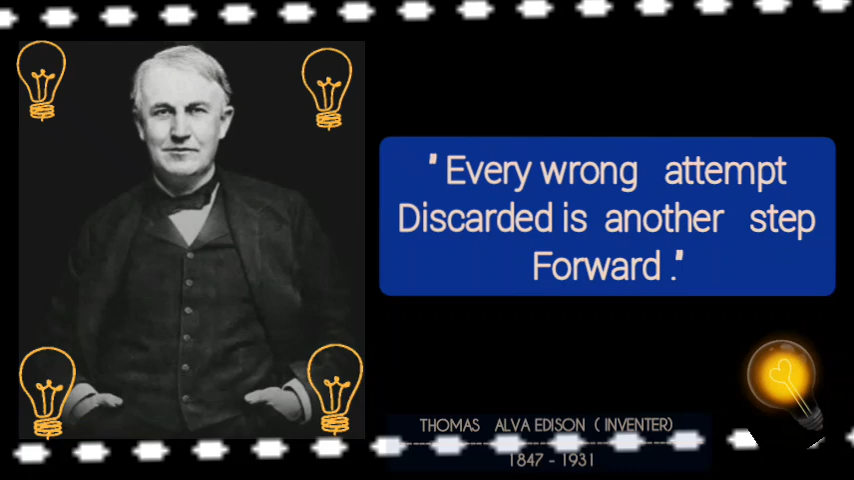 " Every wrong attempt
Discarded is another step
Forward ."
THOMAS ALVA EDISON ( INVENTER)
1847 - 1931